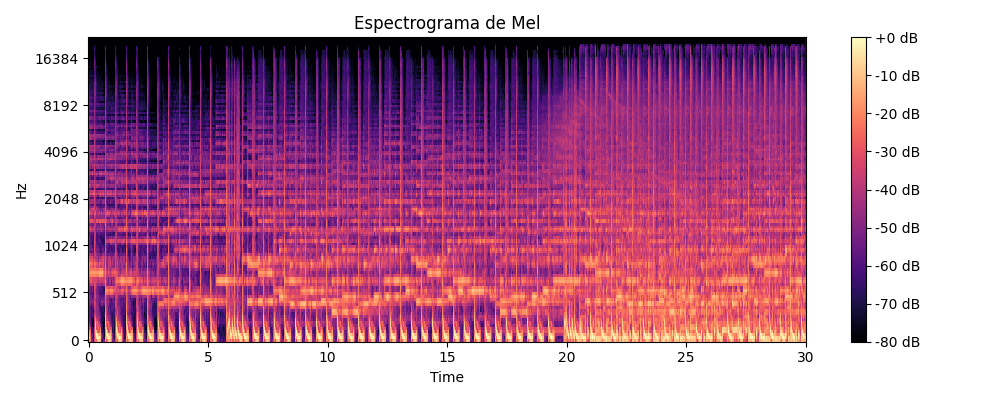 Espectrograma de Mel
Hz
16384
8192
4096
2048
1024
512
0
0 5 10 15 20 25 30
Time
+0 dB
-10 dB
-20 dB
-30 dB
-40 dB
-50 dB
-60 dB
-70 dB
-80 dB